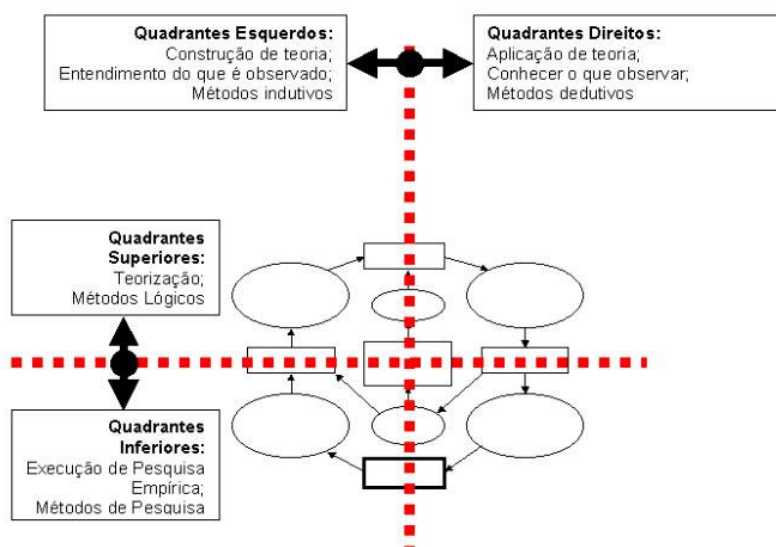 Quadrantes Esquerdos:
Construção de teoria;
Entendimento do que é observado;
Métodos indutivos
Quadrantes Direitos:
Aplicação de teoria;
Conhecer o que observar;
Métodos dedutivos
Quadrantes
Superiores:
Teorização;
Métodos Lógicos
Quadrantes
Inferiores:
Execução de Pesquisa
Empírica;
Métodos de Pesquisa